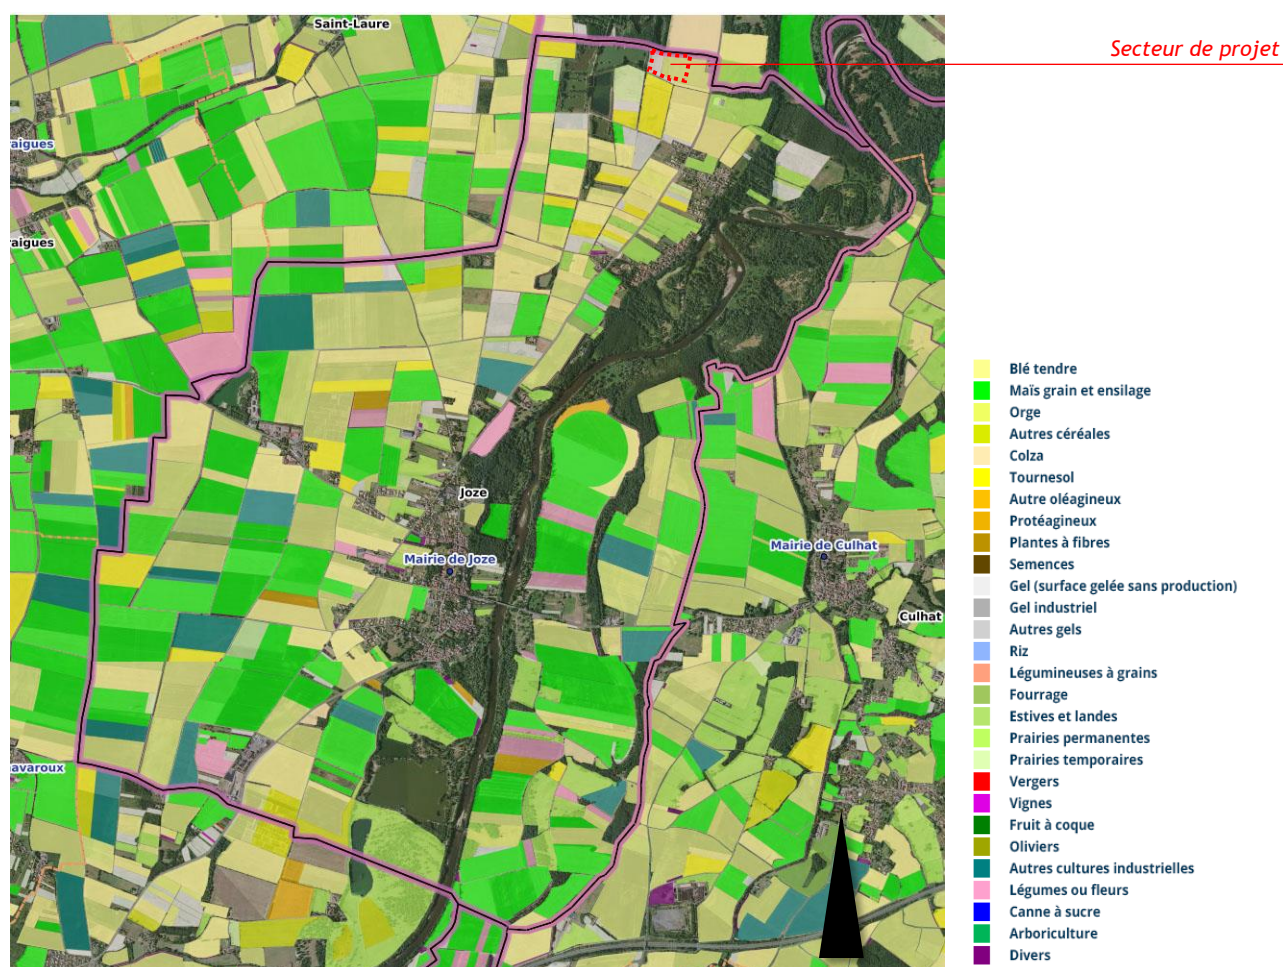 Saint-Laure
Secteur de projet
aigues
raigues
Joze
Mairie de Joze
Mairie de Culhat
Culhat
avaroux
Blé tendre
Maïs grain et ensilage
Orge
Autres céréales
Colza
Tournesol
Autre oléagineux
Protéagineux
Plantes à fibres
Semences
Gel (surface gelée sans production)
Gel industriel
Autres gels
Riz
Légumineuses à grains
Fourrage
Estives et landes
Prairies permanentes
Prairies temporaires
Vergers
Vignes
Fruit à coque
Oliviers
Autres cultures industrielles
Légumes ou fleurs
Canne à sucre
Arboriculture
Divers